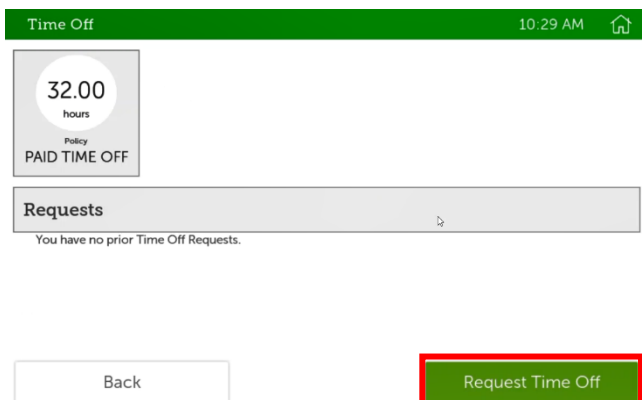 Time Off 10:29 AM
32.00
hours
Policy
PAID TIME OFF
Requests
You have no prior Time Off Requests.
Back Request Time Off